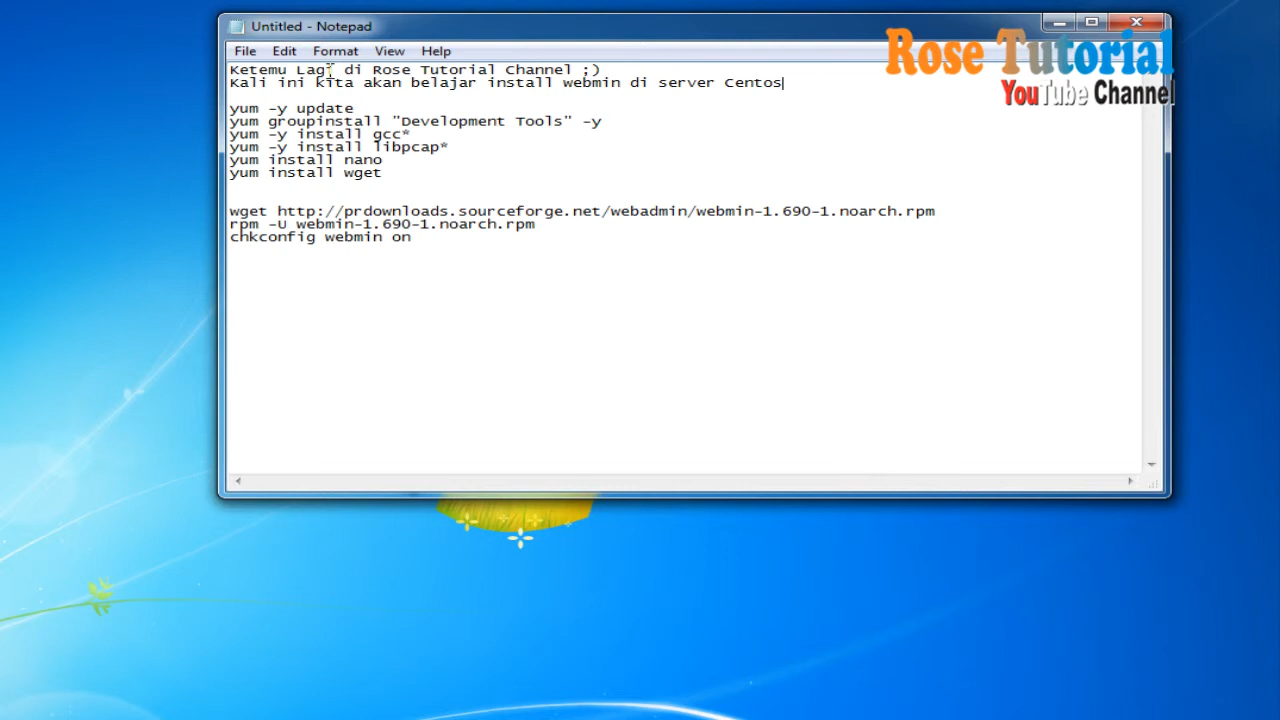 Untitled - Notepad
File Edit Format View Help
Rose Tutorial
YouTube Channel
Ketemu Lagi di Rose Tutorial Channel ;)
Kali ini kita akan belajar install webmin di server Centos
yum -y update
yum groupinstall "Development Tools" -y
yum -y install gcc*
yum -y install libpcap*
yum install nano
yum install wget
wget http://prdownloads.sourceforge.net/webadmin/webmin-1.690-1.noarch.rpm
rpm -U webmin-1.690-1.noarch.rpm
chkconfig webmin on